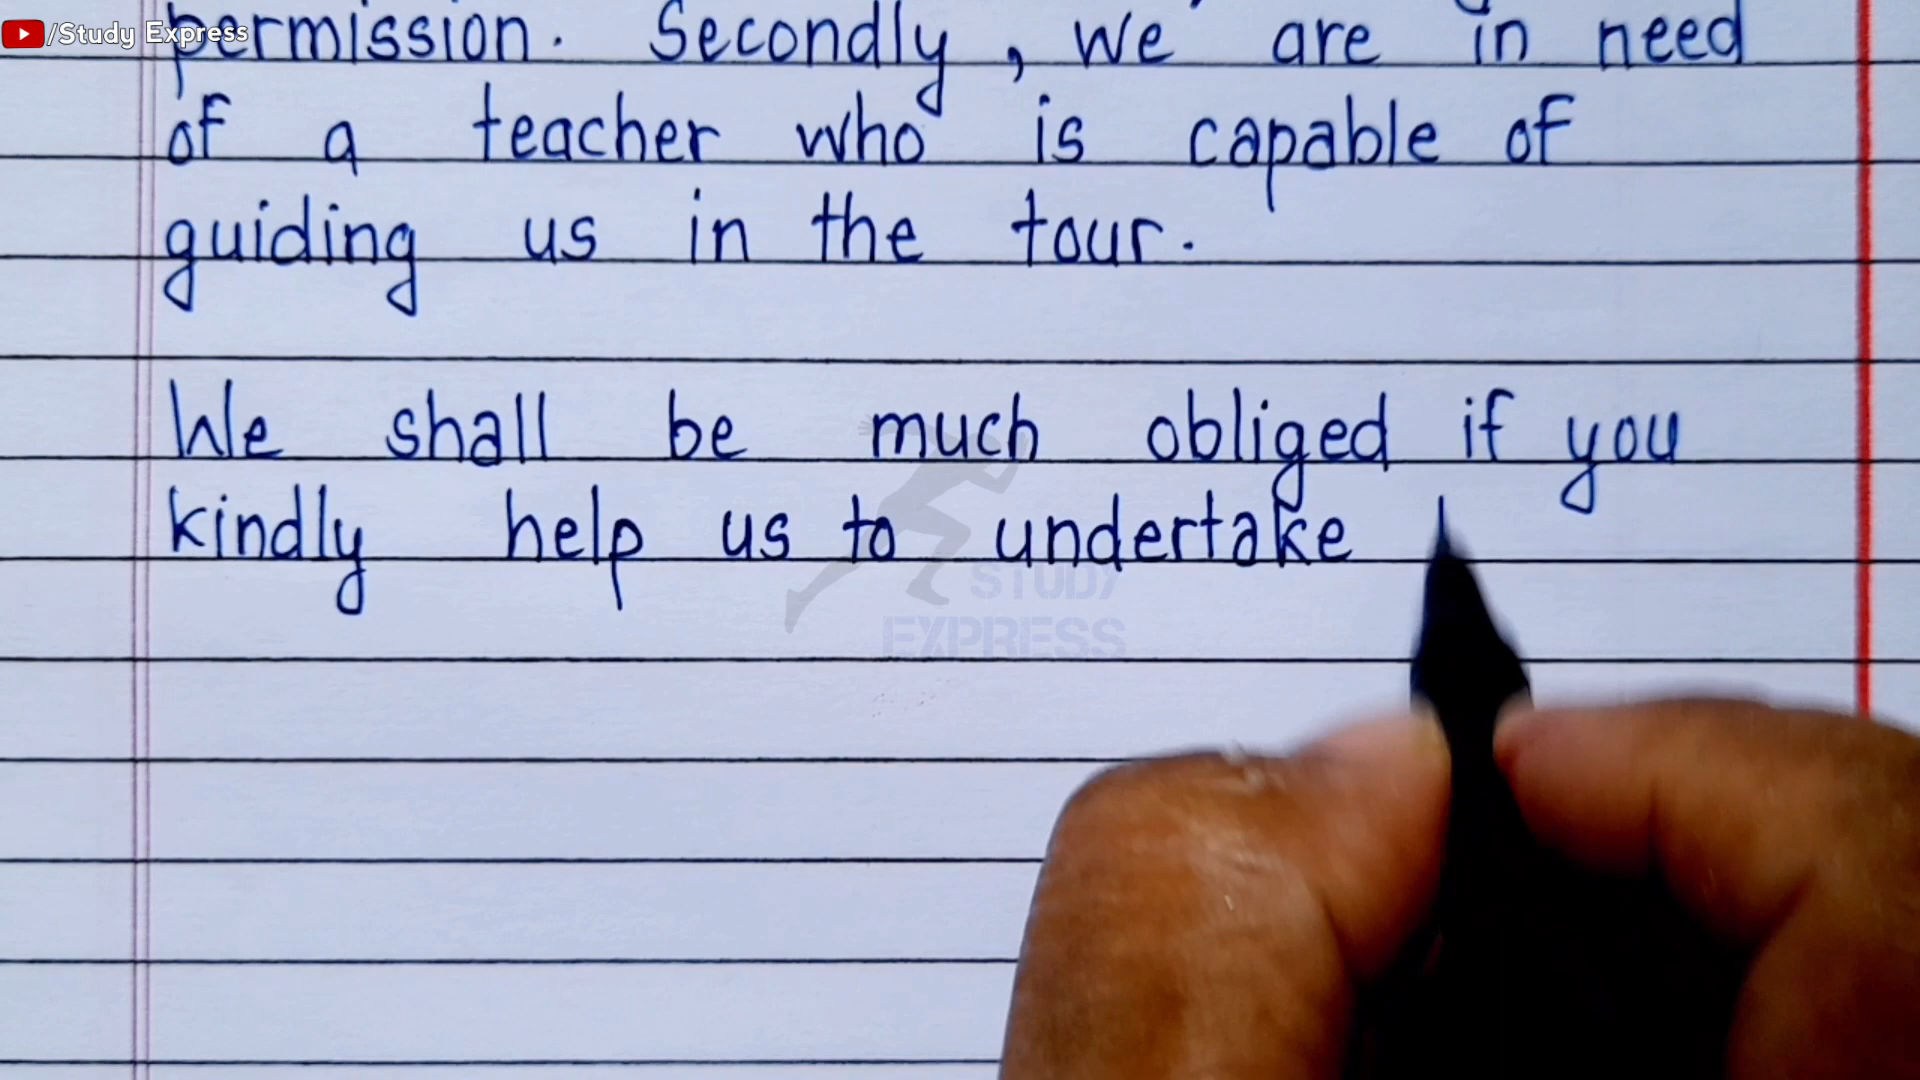 /Study Express
permission. Secondly, we are in need
of a teacher who is capable of
guiding us in the tour.
We shall be much obliged if you
kindly help us to undertake
STUDY
EXPRESS